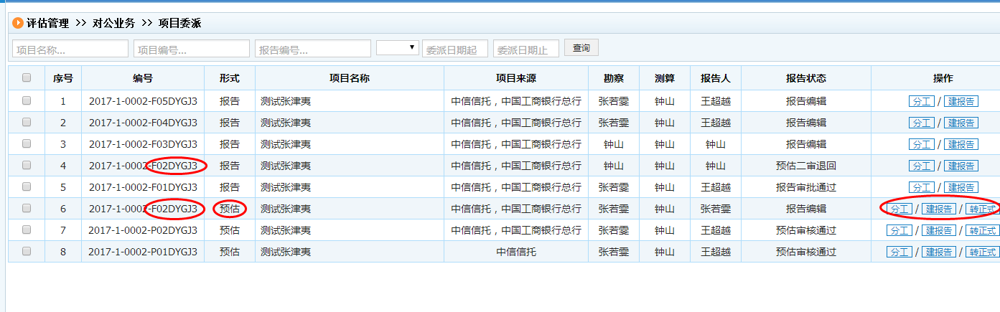 评估管理 >> 对公业务 >> 项目委派
项目名称... 项目编号... 报告编号... 委派日期起 委派日期止 查询
序号 编号 形式 项目名称 项目来源 勘察 测算 报告人 报告状态 操作
1 2017-1-0002-F05DYGJ3 报告 测试张津夷 中信信托，中国工商银行总行 张若雯 钟山 王超越 报告编辑 分工 / 建报告
2 2017-1-0002-F04DYGJ3 报告 测试张津夷 中信信托，中国工商银行总行 张若雯 钟山 王超越 报告编辑 分工 / 建报告
3 2017-1-0002-F03DYGJ3 报告 测试张津夷 中信信托，中国工商银行总行 钟山 钟山 钟山 报告编辑 分工 / 建报告
4 2017-1-0002-F02DYGJ3 报告 测试张津夷 中信信托，中国工商银行总行 钟山 钟山 钟山 预估二审退回 分工 / 建报告
5 2017-1-0002-F01DYGJ3 报告 测试张津夷 中信信托，中国工商银行总行 张若雯 钟山 王超越 报告审批通过 分工 / 建报告
6 2017-1-0002-F02DYGJ3 预估 测试张津夷 中信信托，中国工商银行总行 张若雯 钟山 张若雯 报告编辑 分工 / 建报告 / 转正式
7 2017-1-0002-P02DYGJ3 预估 测试张津夷 中信信托，中国工商银行总行 张若雯 钟山 王超越 预估审核通过 分工 / 建报告 / 转正式
8 2017-1-0002-P01DYGJ3 预估 测试张津夷 中信信托 张若雯 钟山 王超越 预估审核通过 分工 / 建报告 / 转正式